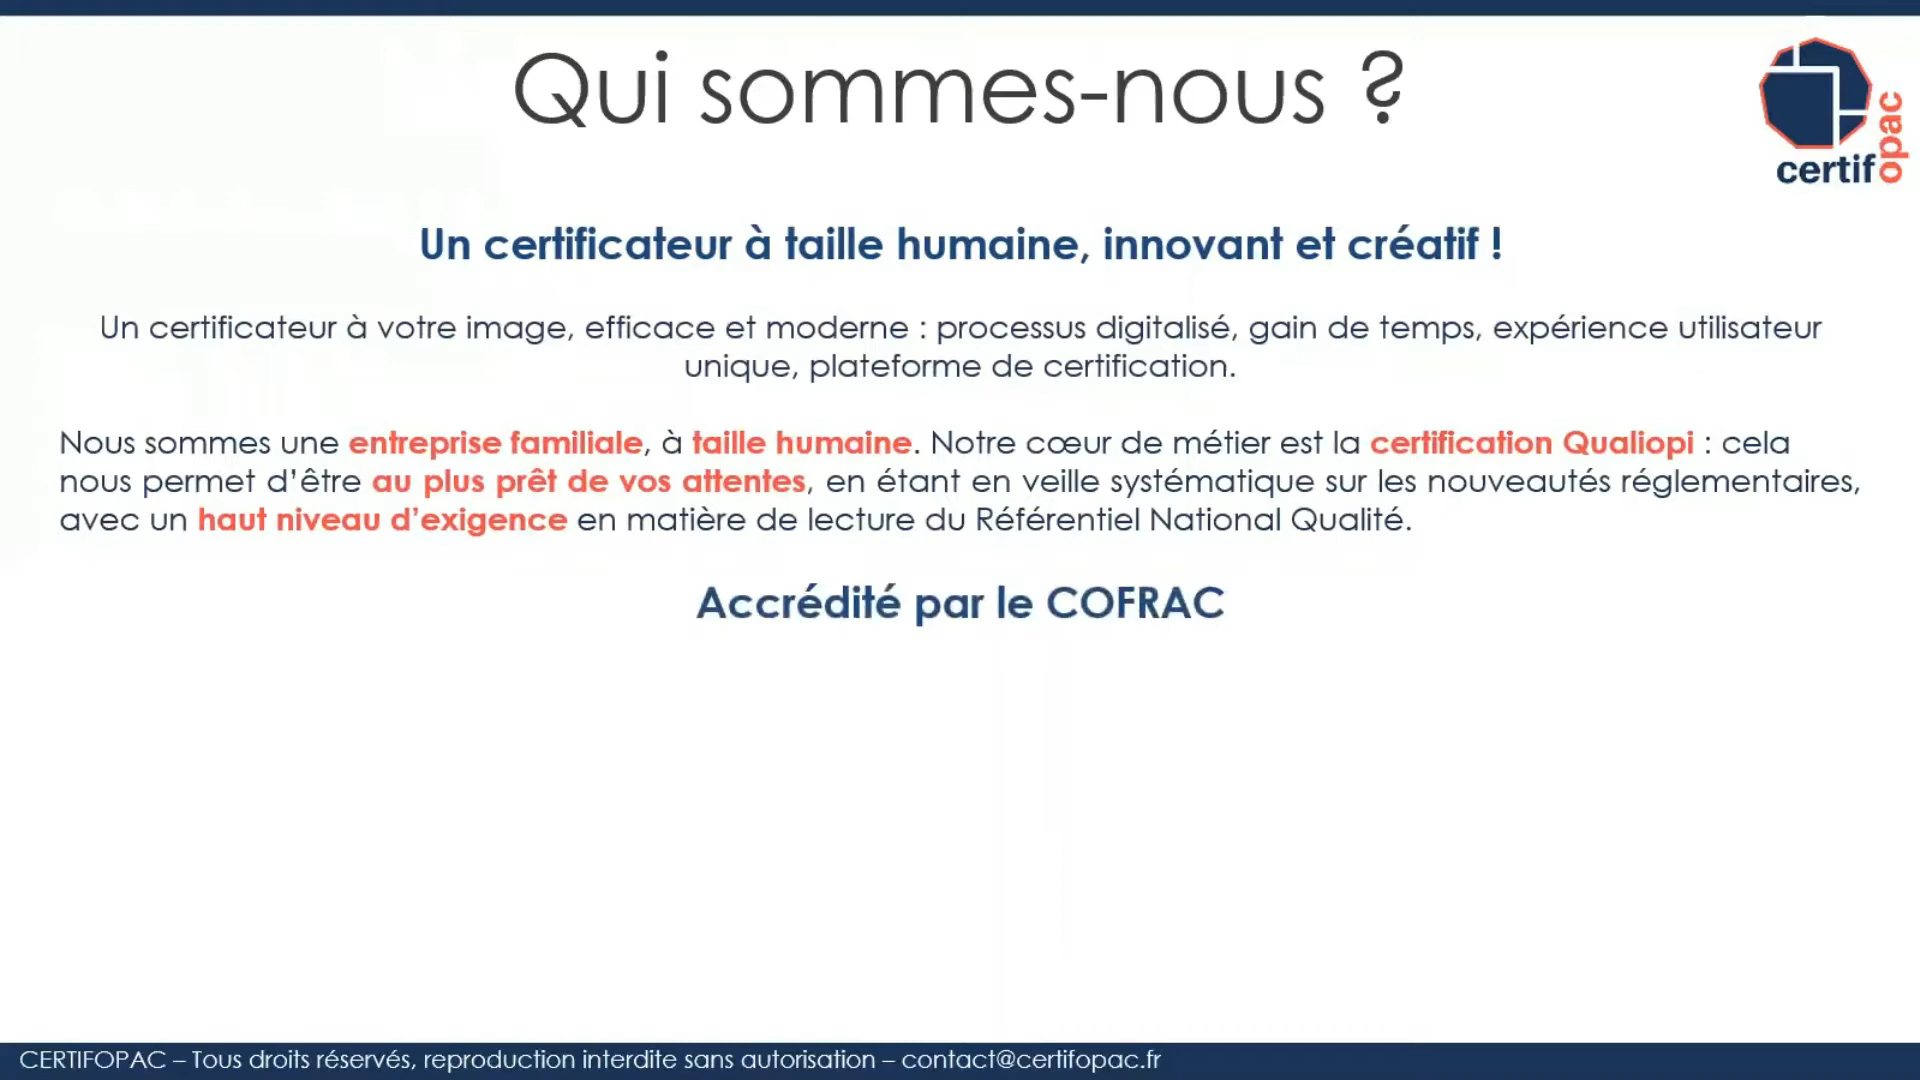 Qui sommes-nous ?
certifopac
Un certificateur à taille humaine, innovant et créatif !
Un certificateur à votre image, efficace et moderne : processus digitalisé, gain de temps, expérience utilisateur
unique, plateforme de certification.
Nous sommes une entreprise familiale, à taille humaine. Notre cœur de métier est la certification Qualiopi : cela
nous permet d’être au plus prêt de vos attentes, en étant en veille systématique sur les nouveautés réglementaires,
avec un haut niveau d’exigence en matière de lecture du Référentiel National Qualité.
Accrédité par le COFRAC
CERTIFOPAC – Tous droits réservés, reproduction interdite sans autorisation – contact@certifopac.fr